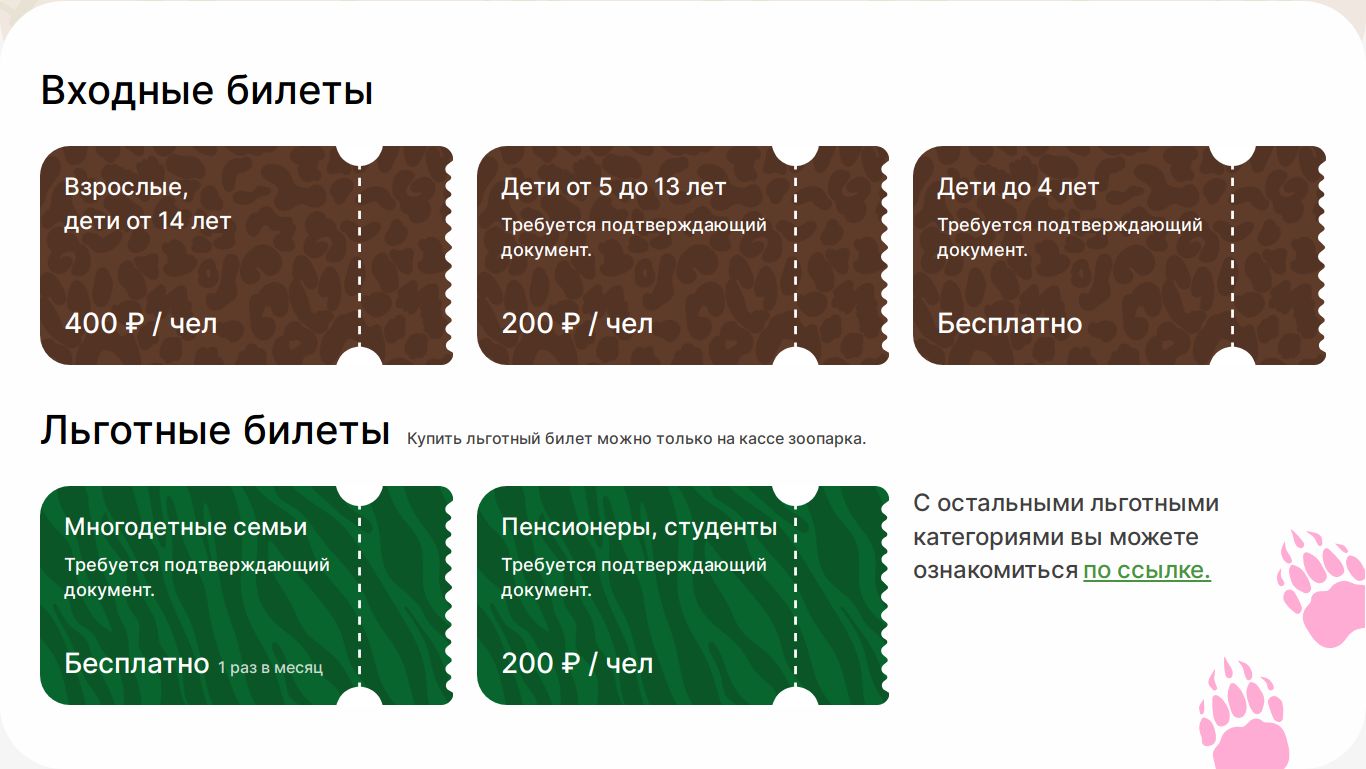 Входные билеты
Взрослые,
дети от 14 лет
400 ₽ / чел
Дети от 5 до 13 лет
Требуется подтверждающий
документ.
200 ₽ / чел
Дети до 4 лет
Требуется подтверждающий
документ.
Бесплатно
Льготные билеты Купить льготный билет можно только на кассе зоопарка.
Многодетные семьи
Требуется подтверждающий
документ.
Бесплатно 1 раз в месяц
Пенсионеры, студенты
Требуется подтверждающий
документ.
200 ₽ / чел
С остальными льготными
категориями вы можете
ознакомиться по ссылке.